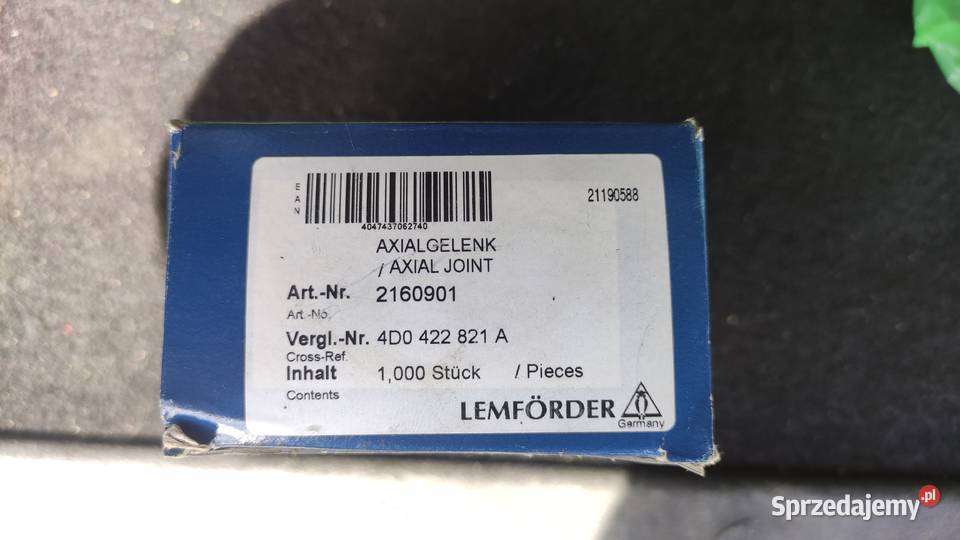 EAN
4047437062740
21190588
AXIALGELENK
/ AXIAL JOINT
Art.-Nr. 2160901
Art.-No.
Vergl.-Nr. 4D0 422 821 A
Cross-Ref.
Inhalt 1,000 Stück / Pieces
Contents
LEMFÖRDER
Germany
Sprzedajemy.pl